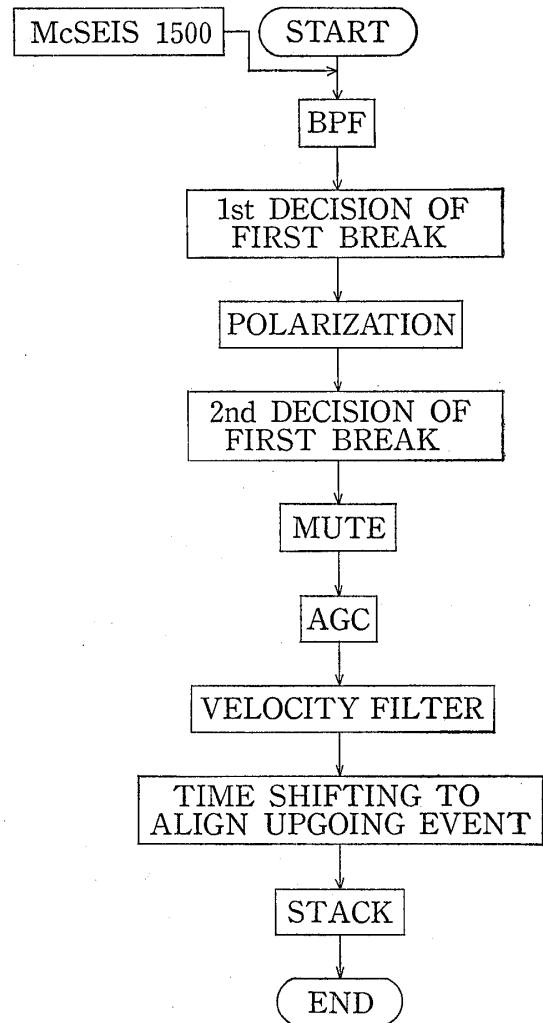 McSEIS 1500
START
BPF
1st DECISION OF
FIRST BREAK
POLARIZATION
2nd DECISION OF
FIRST BREAK
MUTE
AGC
VELOCITY FILTER
TIME SHIFTING TO
ALIGN UPGOING EVENT
STACK
END